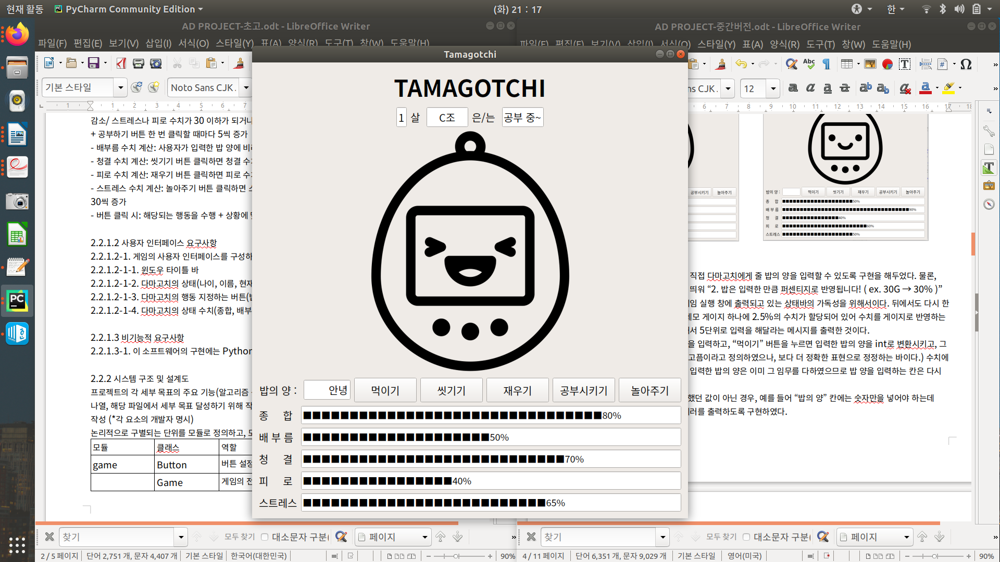 현재 활동
PyCharm Community Edition
(화) 21 : 17
한
AD PROJECT-초고.odt - LibreOffice Writer
파일(F) 편집(E) 보기(V) 삽입(I) 서식(O) 스타일(Y) 표(A) 양식(R) 도구(T) 창(W) 도움말(H)
기본 스타일
Noto Sans CJK
감소/ 스트레스나 피로 수치가 30 이하가 되거나
+ 공부하기 버튼 한 번 클릭할 때마다 5씩 증가
- 배부름 수치 계산: 사용자가 입력한 밥 양에 비
- 청결 수치 계산: 씻기기 버튼 클릭하면 청결 수
- 피로 수치 계산: 재우기 버튼 클릭하면 피로 수
- 스트레스 수치 계산: 놀아주기 버튼 클릭하면
30씩 증가
- 버튼 클릭 시: 해당되는 행동을 수행 + 상황에
2.2.1.2 사용자 인터페이스 요구사항
2.2.1.2-1. 게임의 사용자 인터페이스를 구성하
2.2.1.2-1-1. 윈도우 타이틀 바
2.2.1.2-1-2. 다마고치의 상태(나이, 이름, 현재
2.2.1.2-1-3. 다마고치의 행동 지정하는 버튼(밥
2.2.1.2-1-4. 다마고치의 상태 수치(종합, 배부
2.2.1.3 비기능적 요구사항
2.2.1.3-1. 이 소프트웨어의 구현에는 Python
2.2.2 시스템 구조 및 설계도
프로젝트의 각 세부 목표의 주요 기능(알고리즘
나열, 해당 파일에서 세부 목표 달성하기 위해 작
작성 (*각 요소의 개발자 명시)
논리적으로 구별되는 단위를 모듈로 정의하고, 모
모듈 클래스 역할
game Button 버튼 설정
Game 게임의 전
찾기
모두 찾기
대소문자 구분(
페이지
2 / 5 페이지
단어 2,751 개, 문자 4,407 개
기본 스타일
한국어(대한민국)
90%
Tamagotchi
TAMAGOTCHI
1 살 C조 은/는 공부 중~
밥의 양 : 안녕 먹이기 씻기기 재우기 공부시키기 놀아주기
종 합 ■■■■■■■■■■■■■■■■■■■■■■■■■■■■■■■■80%
배 부 름 ■■■■■■■■■■■■■■■■■■■■50%
청 결 ■■■■■■■■■■■■■■■■■■■■■■■■■■■■70%
피 로 ■■■■■■■■■■■■■■■■40%
스트레스 ■■■■■■■■■■■■■■■■■■■■■■■■■■65%
AD PROJECT-중간버전.odt - LibreOffice Writer
파일(F) 편집(E) 보기(V) 삽입(I) 서식(O) 스타일(Y) 표(A) 양식(R) 도구(T) 창(W) 도움말(H)
ns CJK
12
공부시키기 놀아주기
밥의 양 : 먹이기 씻기기 재우기 공부시키기 놀아주기
종 합 ■■■■■■■■■■■■■■■■■■■■50%
배 부 름 ■■■■■■■■■■■■■■■■■■■■■■■■■■■■■■■■■■■■90%
청 결 ■■■■■■■■■■■■■■■■40%
피 로 ■■■■■■■■■■■■■■■■■■■■■■■■60%
스트레스 ■■■■■■■■■■■■■■■■■■■■50%
직접 다마고치에게 줄 밥의 양을 입력할 수 있도록 구현을 해두었다. 물론,
띄워 “2. 밥은 입력한 만큼 퍼센티지로 반영됩니다! ( ex. 30G → 30% )”
게임 실행 창에 출력되고 있는 상태바의 가독성을 위해서이다. 뒤에서도 다시 한
네모 게이지 하나에 2.5%의 수치가 할당되어 있어 수치를 게이지로 반영하는
서 5단위로 입력을 해달라는 메시지를 출력한 것이다.
을 입력하고, “먹이기” 버튼을 누르면 입력한 밥의 양을 int로 변환시키고, 그
고픔이라고 정의하였으나, 보다 더 정확한 표현으로 정정하는 바이다.) 수치에
입력한 밥의 양은 이미 그 임무를 다하였으므로 밥 양을 입력하는 칸은 다시
했던 값이 아닌 경우, 예를 들어 “밥의 양” 칸에는 숫자만을 넣어야 하는데
에러를 출력하도록 구현하였다.
찾기
모두 찾기
대소문자 구분(
페이지
4 / 11 페이지
단어 6,351 개, 문자 9,029 개
기본 스타일
영어(미국)
90%